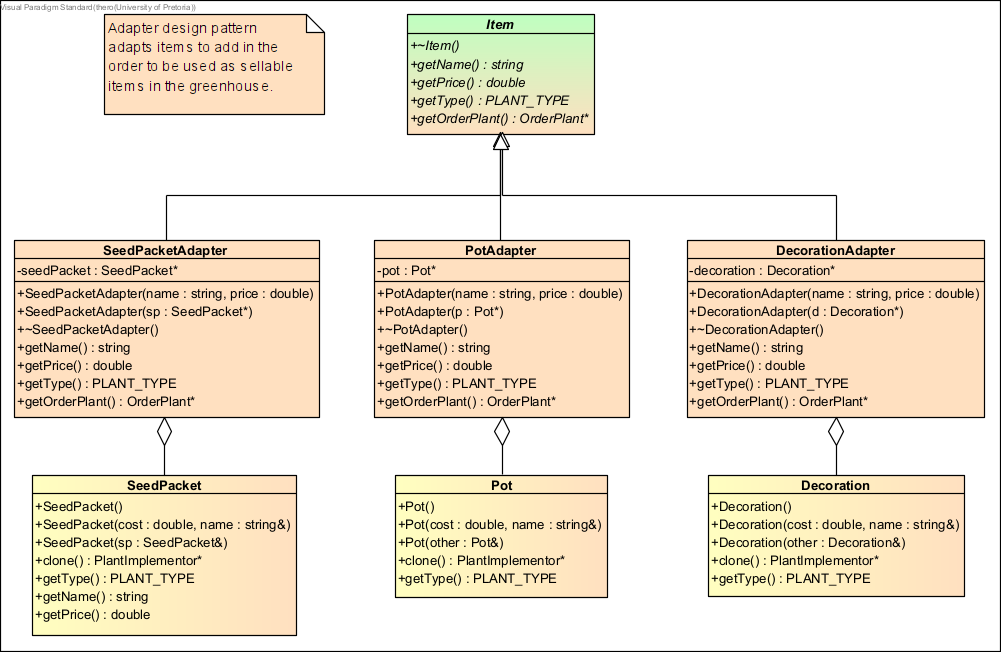 Visual Paradigm Standard(thero(University of Pretoria))
Adapter design pattern
adapts items to add in the
order to be used as sellable
items in the greenhouse.
Item
+~Item()
+getName() : string
+getPrice() : double
+getType() : PLANT_TYPE
+getOrderPlant() : OrderPlant*
SeedPacketAdapter
-seedPacket : SeedPacket*
+SeedPacketAdapter(name : string, price : double)
+SeedPacketAdapter(sp : SeedPacket*)
+~SeedPacketAdapter()
+getName() : string
+getPrice() : double
+getType() : PLANT_TYPE
+getOrderPlant() : OrderPlant*
PotAdapter
-pot : Pot*
+PotAdapter(name : string, price : double)
+PotAdapter(p : Pot*)
+~PotAdapter()
+getName() : string
+getPrice() : double
+getType() : PLANT_TYPE
+getOrderPlant() : OrderPlant*
DecorationAdapter
-decoration : Decoration*
+DecorationAdapter(name : string, price : double)
+DecorationAdapter(d : Decoration*)
+~DecorationAdapter()
+getName() : string
+getPrice() : double
+getType() : PLANT_TYPE
+getOrderPlant() : OrderPlant*
SeedPacket
+SeedPacket()
+SeedPacket(cost : double, name : string&)
+SeedPacket(sp : SeedPacket&)
+clone() : PlantImplementor*
+getType() : PLANT_TYPE
+getName() : string
+getPrice() : double
Pot
+Pot()
+Pot(cost : double, name : string&)
+Pot(other : Pot&)
+clone() : PlantImplementor*
+getType() : PLANT_TYPE
Decoration
+Decoration()
+Decoration(cost : double, name : string&)
+Decoration(other : Decoration&)
+clone() : PlantImplementor*
+getType() : PLANT_TYPE